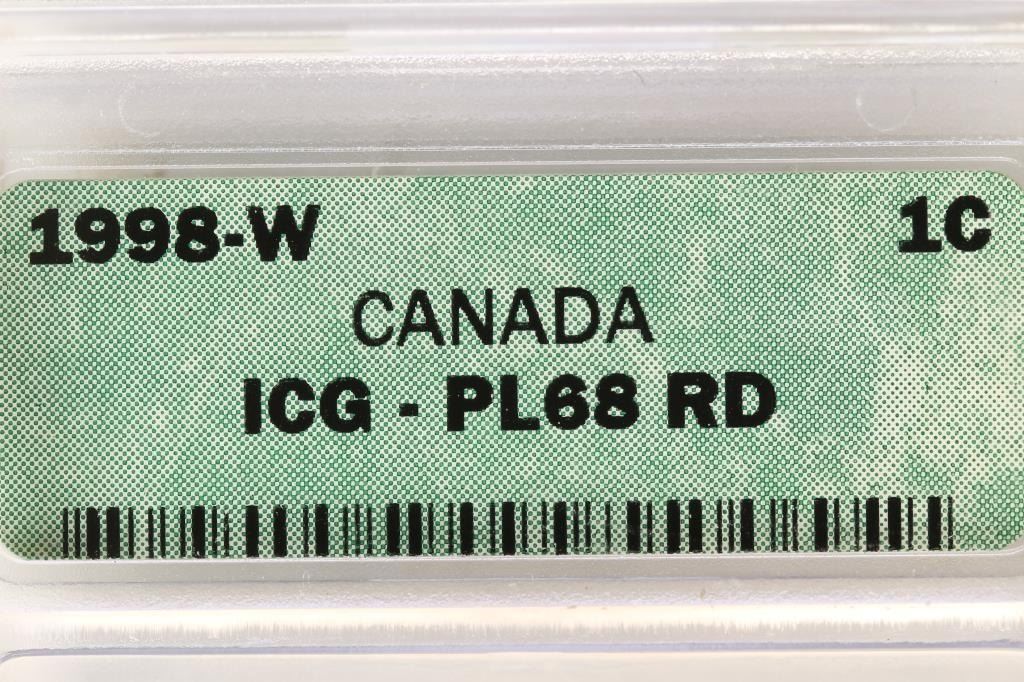 1998-W 1C
CANADA
ICG - PL68 RD